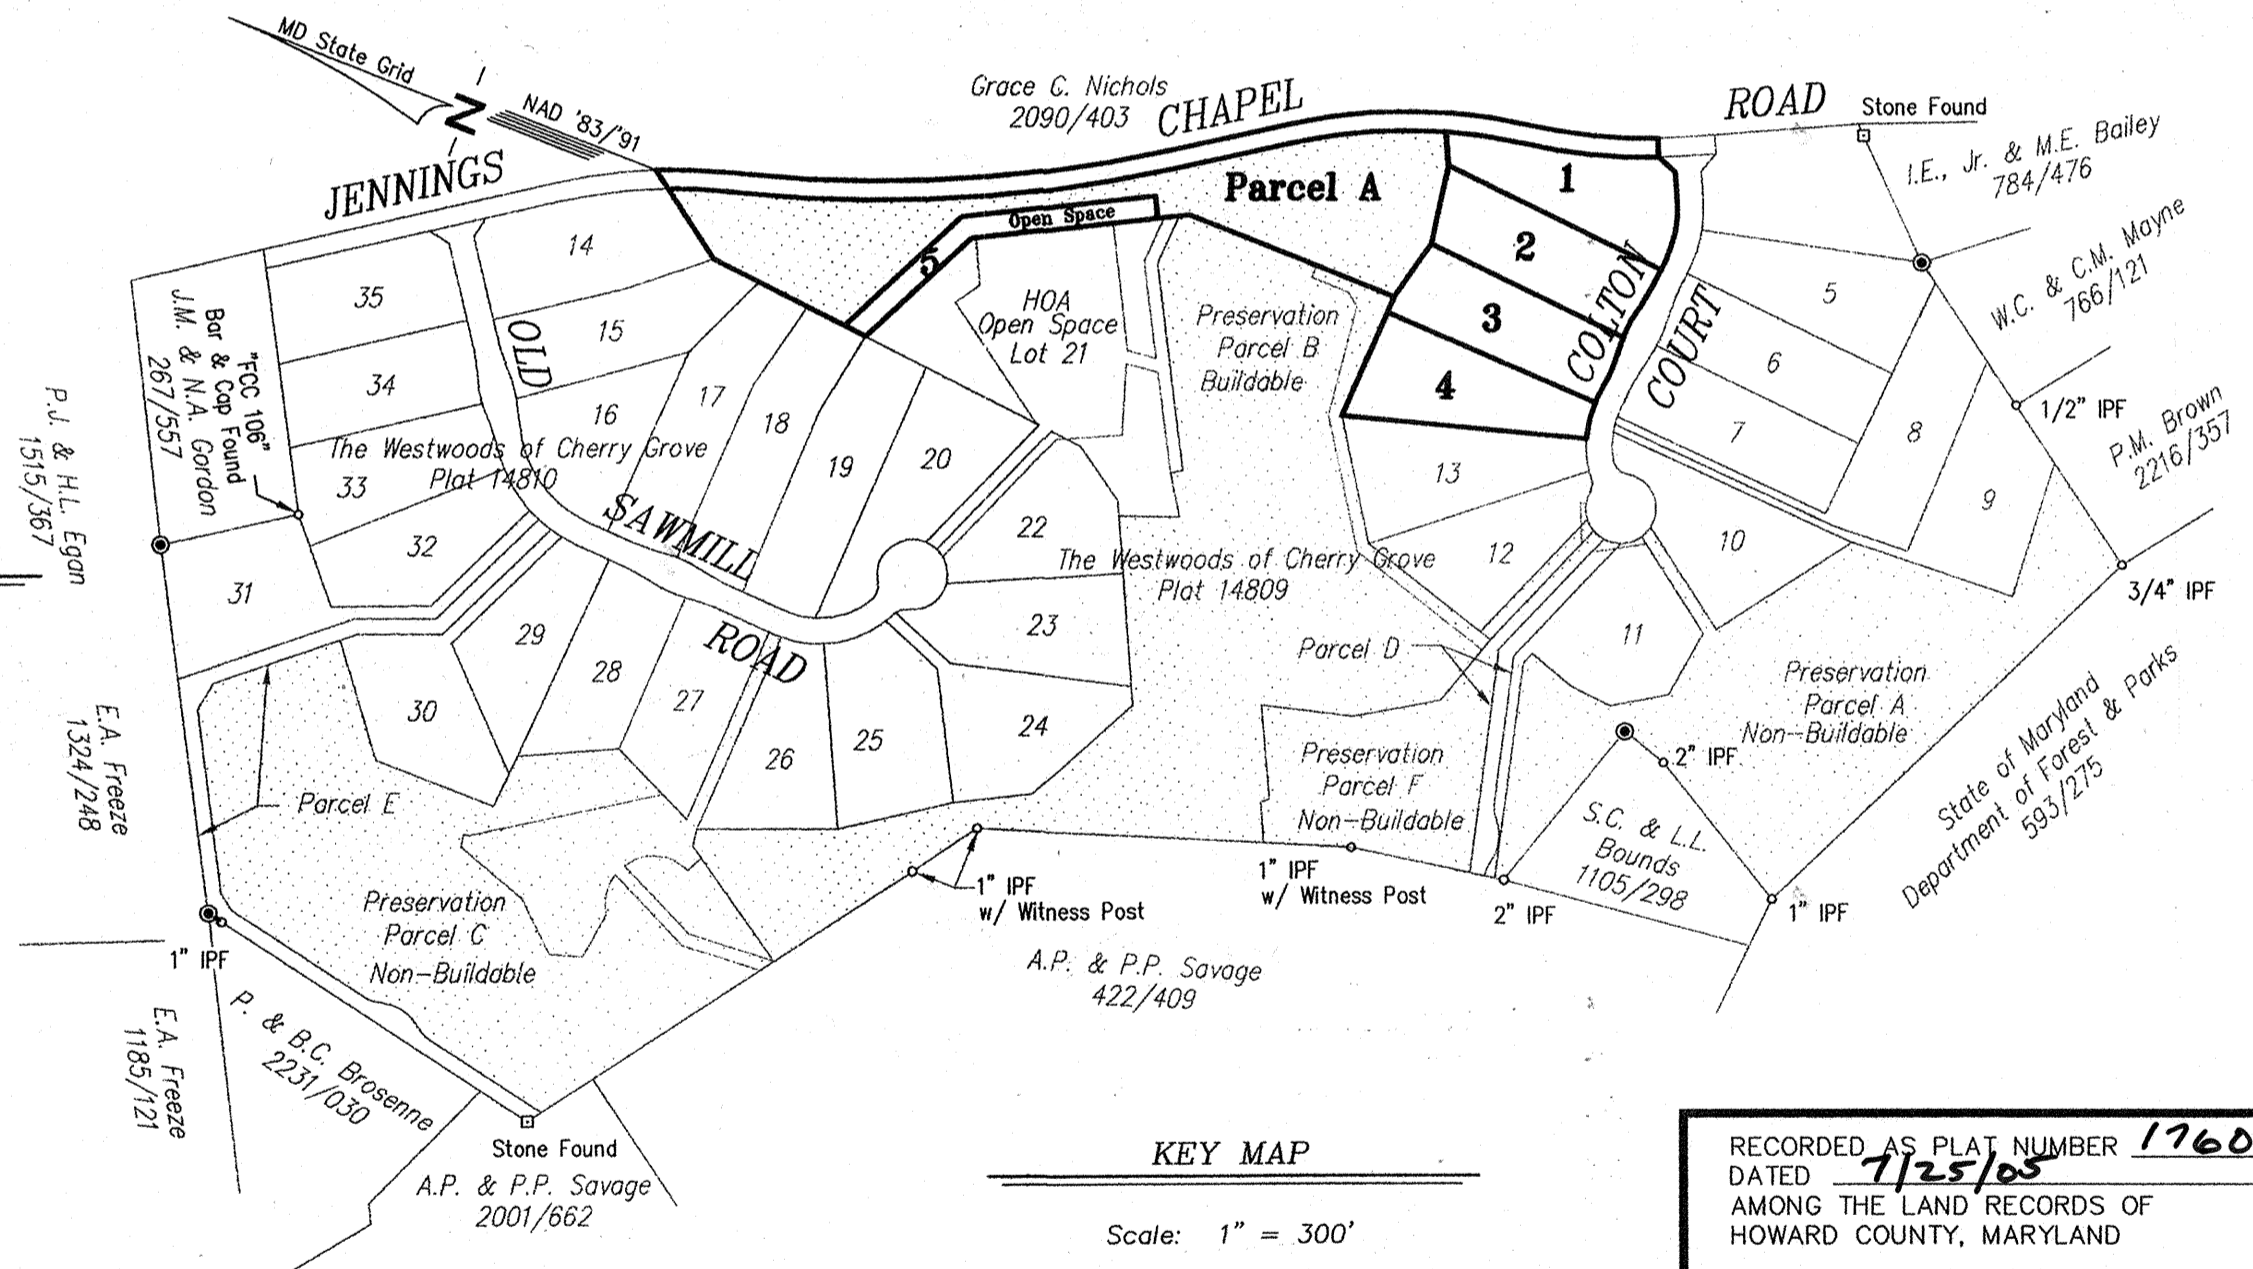 MD State Grid
N
NAD '83/'91
Grace C. Nichols
2090/403
JENNINGS
CHAPEL
ROAD
Stone Found
I.E., Jr. & M.E. Bailey
784/476
W.C. & C.M. Mayne
766/121
1/2" IPF
P.M. Brown
2216/357
3/4" IPF
Parcel A
Open Space
5
1
2
3
4
COLTON
COURT
14
35
15
34
16
17
18
19
20
33
32
31
OLD
SAWMILL
ROAD
"FCC 106"
Bar & Cap Found
J.M. & N.A. Gordon
267/557
The Westwoods of Cherry Grove
Plat 14810
HOA
Open Space
Lot 21
Preservation
Parcel B
Buildable
5
6
7
8
9
10
11
12
13
22
23
24
25
26
27
28
29
30
The Westwoods of Cherry Grove
Plat 14809
Parcel D
Preservation
Parcel A
Non-Buildable
Preservation
Parcel F
Non-Buildable
2" IPF
S.C. & L.L.
Bounds
1105/298
State of Maryland
Department of Forest & Parks
593/275
1" IPF
2" IPF
1" IPF
w/ Witness Post
1" IPF
w/ Witness Post
A.P. & P.P. Savage
422/409
P.J. & H.L. Egan
1515/367
E.A. Freeze
1324/248
Parcel E
Preservation
Parcel C
Non-Buildable
1" IPF
E.A. Freeze
1185/121
P. & B.C. Brosenne
2231/030
Stone Found
A.P. & P.P. Savage
2001/662
KEY MAP
Scale: 1" = 300'
RECORDED AS PLAT NUMBER 1760
DATED 7/25/05
AMONG THE LAND RECORDS OF
HOWARD COUNTY, MARYLAND